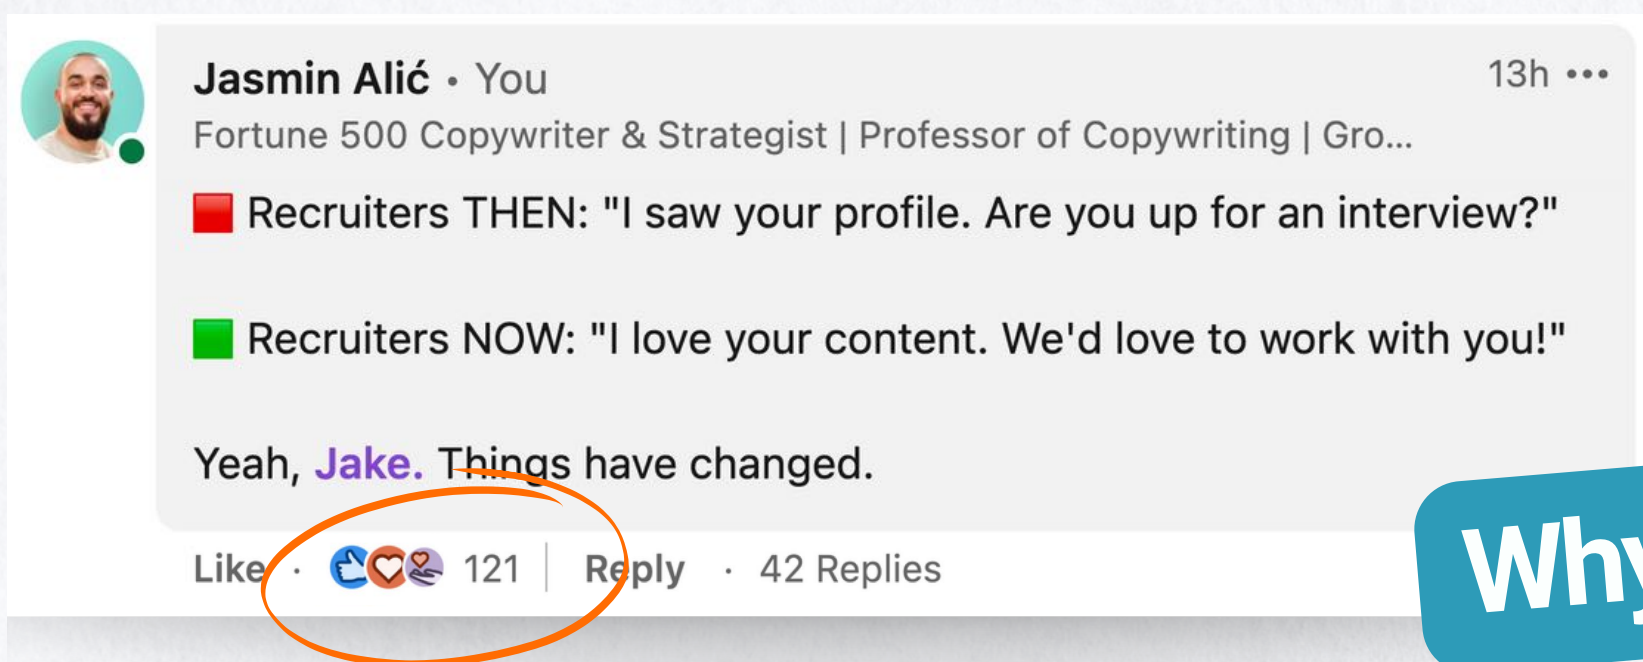 Jasmin Alić · You
13h •••
Fortune 500 Copywriter & Strategist | Professor of Copywriting | Gro...
🟥 Recruiters THEN: "I saw your profile. Are you up for an interview?"
🟩 Recruiters NOW: "I love your content. We'd love to work with you!"
Yeah, Jake. Things have changed.
Like · 121 | Reply · 42 Replies
Why